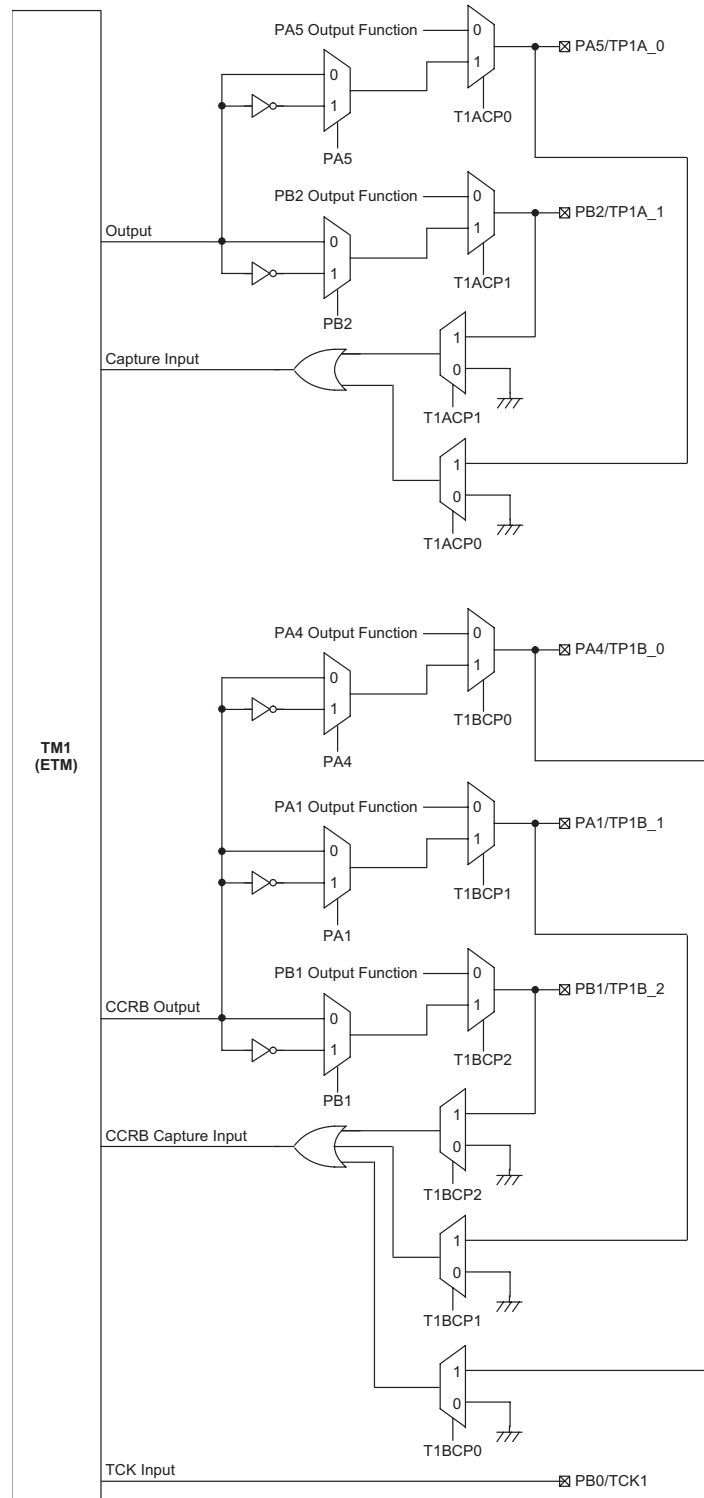 PA5 Output Function
0
1
PA5/TP1A_0
T1ACP0
0
1
PA5
PB2 Output Function
0
1
PB2/TP1A_1
T1ACP1
Output
0
1
PB2
Capture Input
1
0
T1ACP1
1
0
T1ACP0
PA4 Output Function
0
1
PA4/TP1B_0
T1BCP0
0
1
PA4
TM1
(ETM)
PA1 Output Function
0
1
PA1/TP1B_1
T1BCP1
0
1
PA1
PB1 Output Function
0
1
PB1/TP1B_2
T1BCP2
CCRB Output
0
1
PB1
CCRB Capture Input
1
0
T1BCP2
1
0
T1BCP1
1
0
T1BCP0
TCK Input
PB0/TCK1